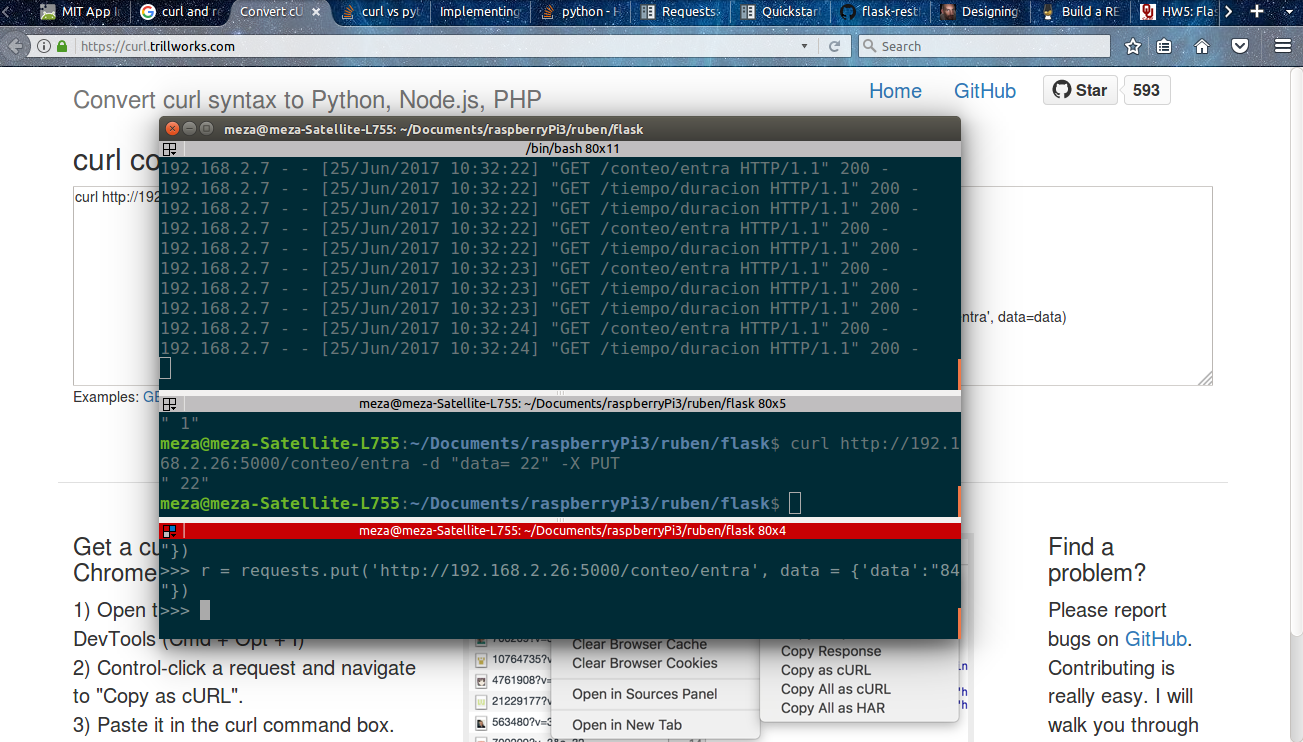 MIT App I
curl and re
Convert cU
curl vs pyt
Implementing
python - H
Requests
Quickstar
flask-rest
Designing
Build a RE
HW5: Flas
https://curl.trillworks.com
Search
Convert curl syntax to Python, Node.js, PHP
Home
GitHub
Star
593
meza@meza-Satellite-L755: ~/Documents/raspberryPi3/ruben/flask
/bin/bash 80x11
curl co
curl http://192
192.168.2.7 - - [25/Jun/2017 10:32:22] "GET /conteo/entra HTTP/1.1" 200 -
192.168.2.7 - - [25/Jun/2017 10:32:22] "GET /tiempo/duracion HTTP/1.1" 200 -
192.168.2.7 - - [25/Jun/2017 10:32:22] "GET /tiempo/duracion HTTP/1.1" 200 -
192.168.2.7 - - [25/Jun/2017 10:32:22] "GET /conteo/entra HTTP/1.1" 200 -
192.168.2.7 - - [25/Jun/2017 10:32:22] "GET /tiempo/duracion HTTP/1.1" 200 -
192.168.2.7 - - [25/Jun/2017 10:32:23] "GET /conteo/entra HTTP/1.1" 200 -
192.168.2.7 - - [25/Jun/2017 10:32:23] "GET /tiempo/duracion HTTP/1.1" 200 -
192.168.2.7 - - [25/Jun/2017 10:32:23] "GET /tiempo/duracion HTTP/1.1" 200 -
192.168.2.7 - - [25/Jun/2017 10:32:24] "GET /conteo/entra HTTP/1.1" 200 -
192.168.2.7 - - [25/Jun/2017 10:32:24] "GET /tiempo/duracion HTTP/1.1" 200 -
ntra', data=data)
Examples: GE
meza@meza-Satellite-L755: ~/Documents/raspberryPi3/ruben/flask 80x5
" 1"
meza@meza-Satellite-L755:~/Documents/raspberryPi3/ruben/flask$ curl http://192.1
68.2.26:5000/conteo/entra -d "data= 22" -X PUT
" 22"
meza@meza-Satellite-L755:~/Documents/raspberryPi3/ruben/flask$
meza@meza-Satellite-L755: ~/Documents/raspberryPi3/ruben/flask 80x4
"})
>>> r = requests.put('http://192.168.2.26:5000/conteo/entra', data = {'data':"84
"})
>>>
Get a cu
Chrome
1) Open t
DevTools (Cmd + Opt + I)
2) Control-click a request and navigate
to "Copy as cURL".
3) Paste it in the curl command box.
10764735?v=
4761908?v=
21229177?v=
563480?v=3
Clear Browser Cache
Clear Browser Cookies
Open in Sources Panel
Open in New Tab
Copy Response
Copy as cURL
Copy All as cURL
Copy All as HAR
Find a
problem?
Please report
bugs on GitHub.
Contributing is
really easy. I will
walk you through